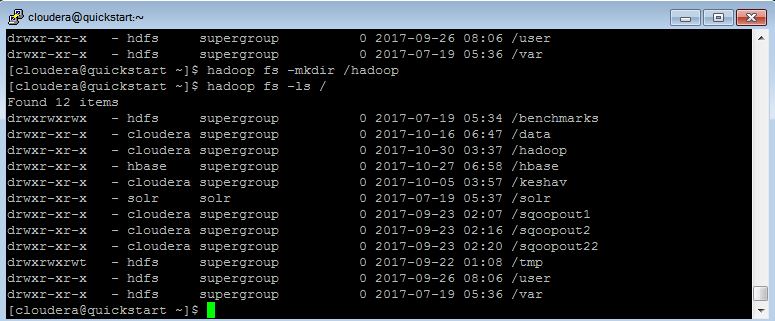 cloudera@quickstart:~
drwxr-xr-x   - hdfs     supergroup          0 2017-09-26 08:06 /user
drwxr-xr-x   - hdfs     supergroup          0 2017-07-19 05:36 /var
[cloudera@quickstart ~]$ hadoop fs -mkdir /hadoop
[cloudera@quickstart ~]$ hadoop fs -ls /
Found 12 items
drwxrwxrwx   - hdfs     supergroup          0 2017-07-19 05:34 /benchmarks
drwxr-xr-x   - cloudera supergroup          0 2017-10-16 06:47 /data
drwxr-xr-x   - cloudera supergroup          0 2017-10-30 03:37 /hadoop
drwxr-xr-x   - hbase    supergroup          0 2017-10-27 06:58 /hbase
drwxr-xr-x   - cloudera supergroup          0 2017-10-05 03:57 /keshav
drwxr-xr-x   - solr     solr                0 2017-07-19 05:37 /solr
drwxr-xr-x   - cloudera supergroup          0 2017-09-23 02:07 /sqoopout1
drwxr-xr-x   - cloudera supergroup          0 2017-09-23 02:16 /sqoopout2
drwxr-xr-x   - cloudera supergroup          0 2017-09-23 02:20 /sqoopout22
drwxrwxrwt   - hdfs     supergroup          0 2017-09-22 01:08 /tmp
drwxr-xr-x   - hdfs     supergroup          0 2017-09-26 08:06 /user
drwxr-xr-x   - hdfs     supergroup          0 2017-07-19 05:36 /var
[cloudera@quickstart ~]$